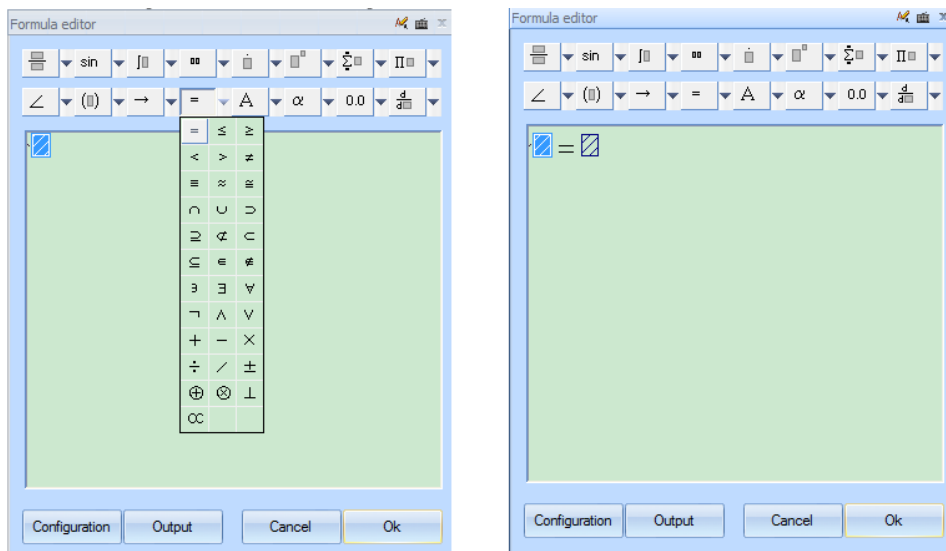 Formula editor
sin ∫ Σ Π
∠ (▯) → = A α 0.0 d/d
= ≤ ≥
< > ≠
≡ ≈ ≅
∩ ∪ ⊃
⊇ ⊄ ⊂
⊆ ∈ ∉
∍ ∃ ∀
¬ ∧ ∨
+ − ×
÷ ∕ ±
⊕ ⊗ ⊥
∝
Configuration Output Cancel Ok
Formula editor
sin ∫ Σ Π
∠ (▯) → = A α 0.0 d/d
=
Configuration Output Cancel Ok